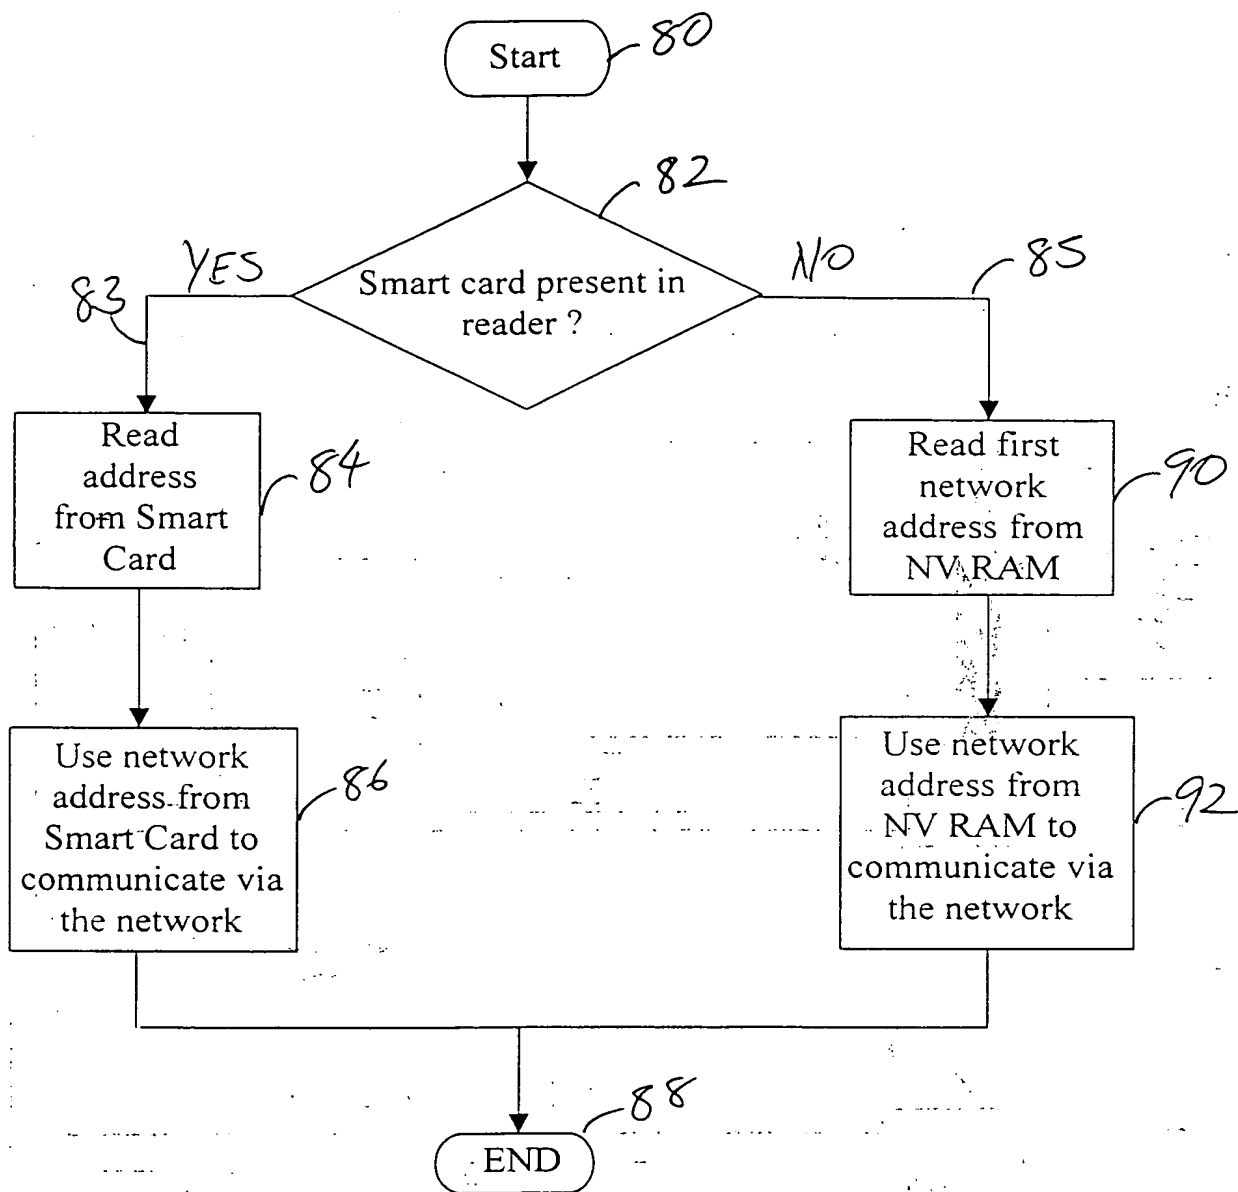 Start
80
82
YES
NO
85
83
Smart card present in
reader ?
Read
address
from Smart
Card
84
Read first
network
address from
NV RAM
90
Use network
address from
Smart Card to
communicate via
the network
86
Use network
address from
NV RAM to
communicate via
the network
92
88
END